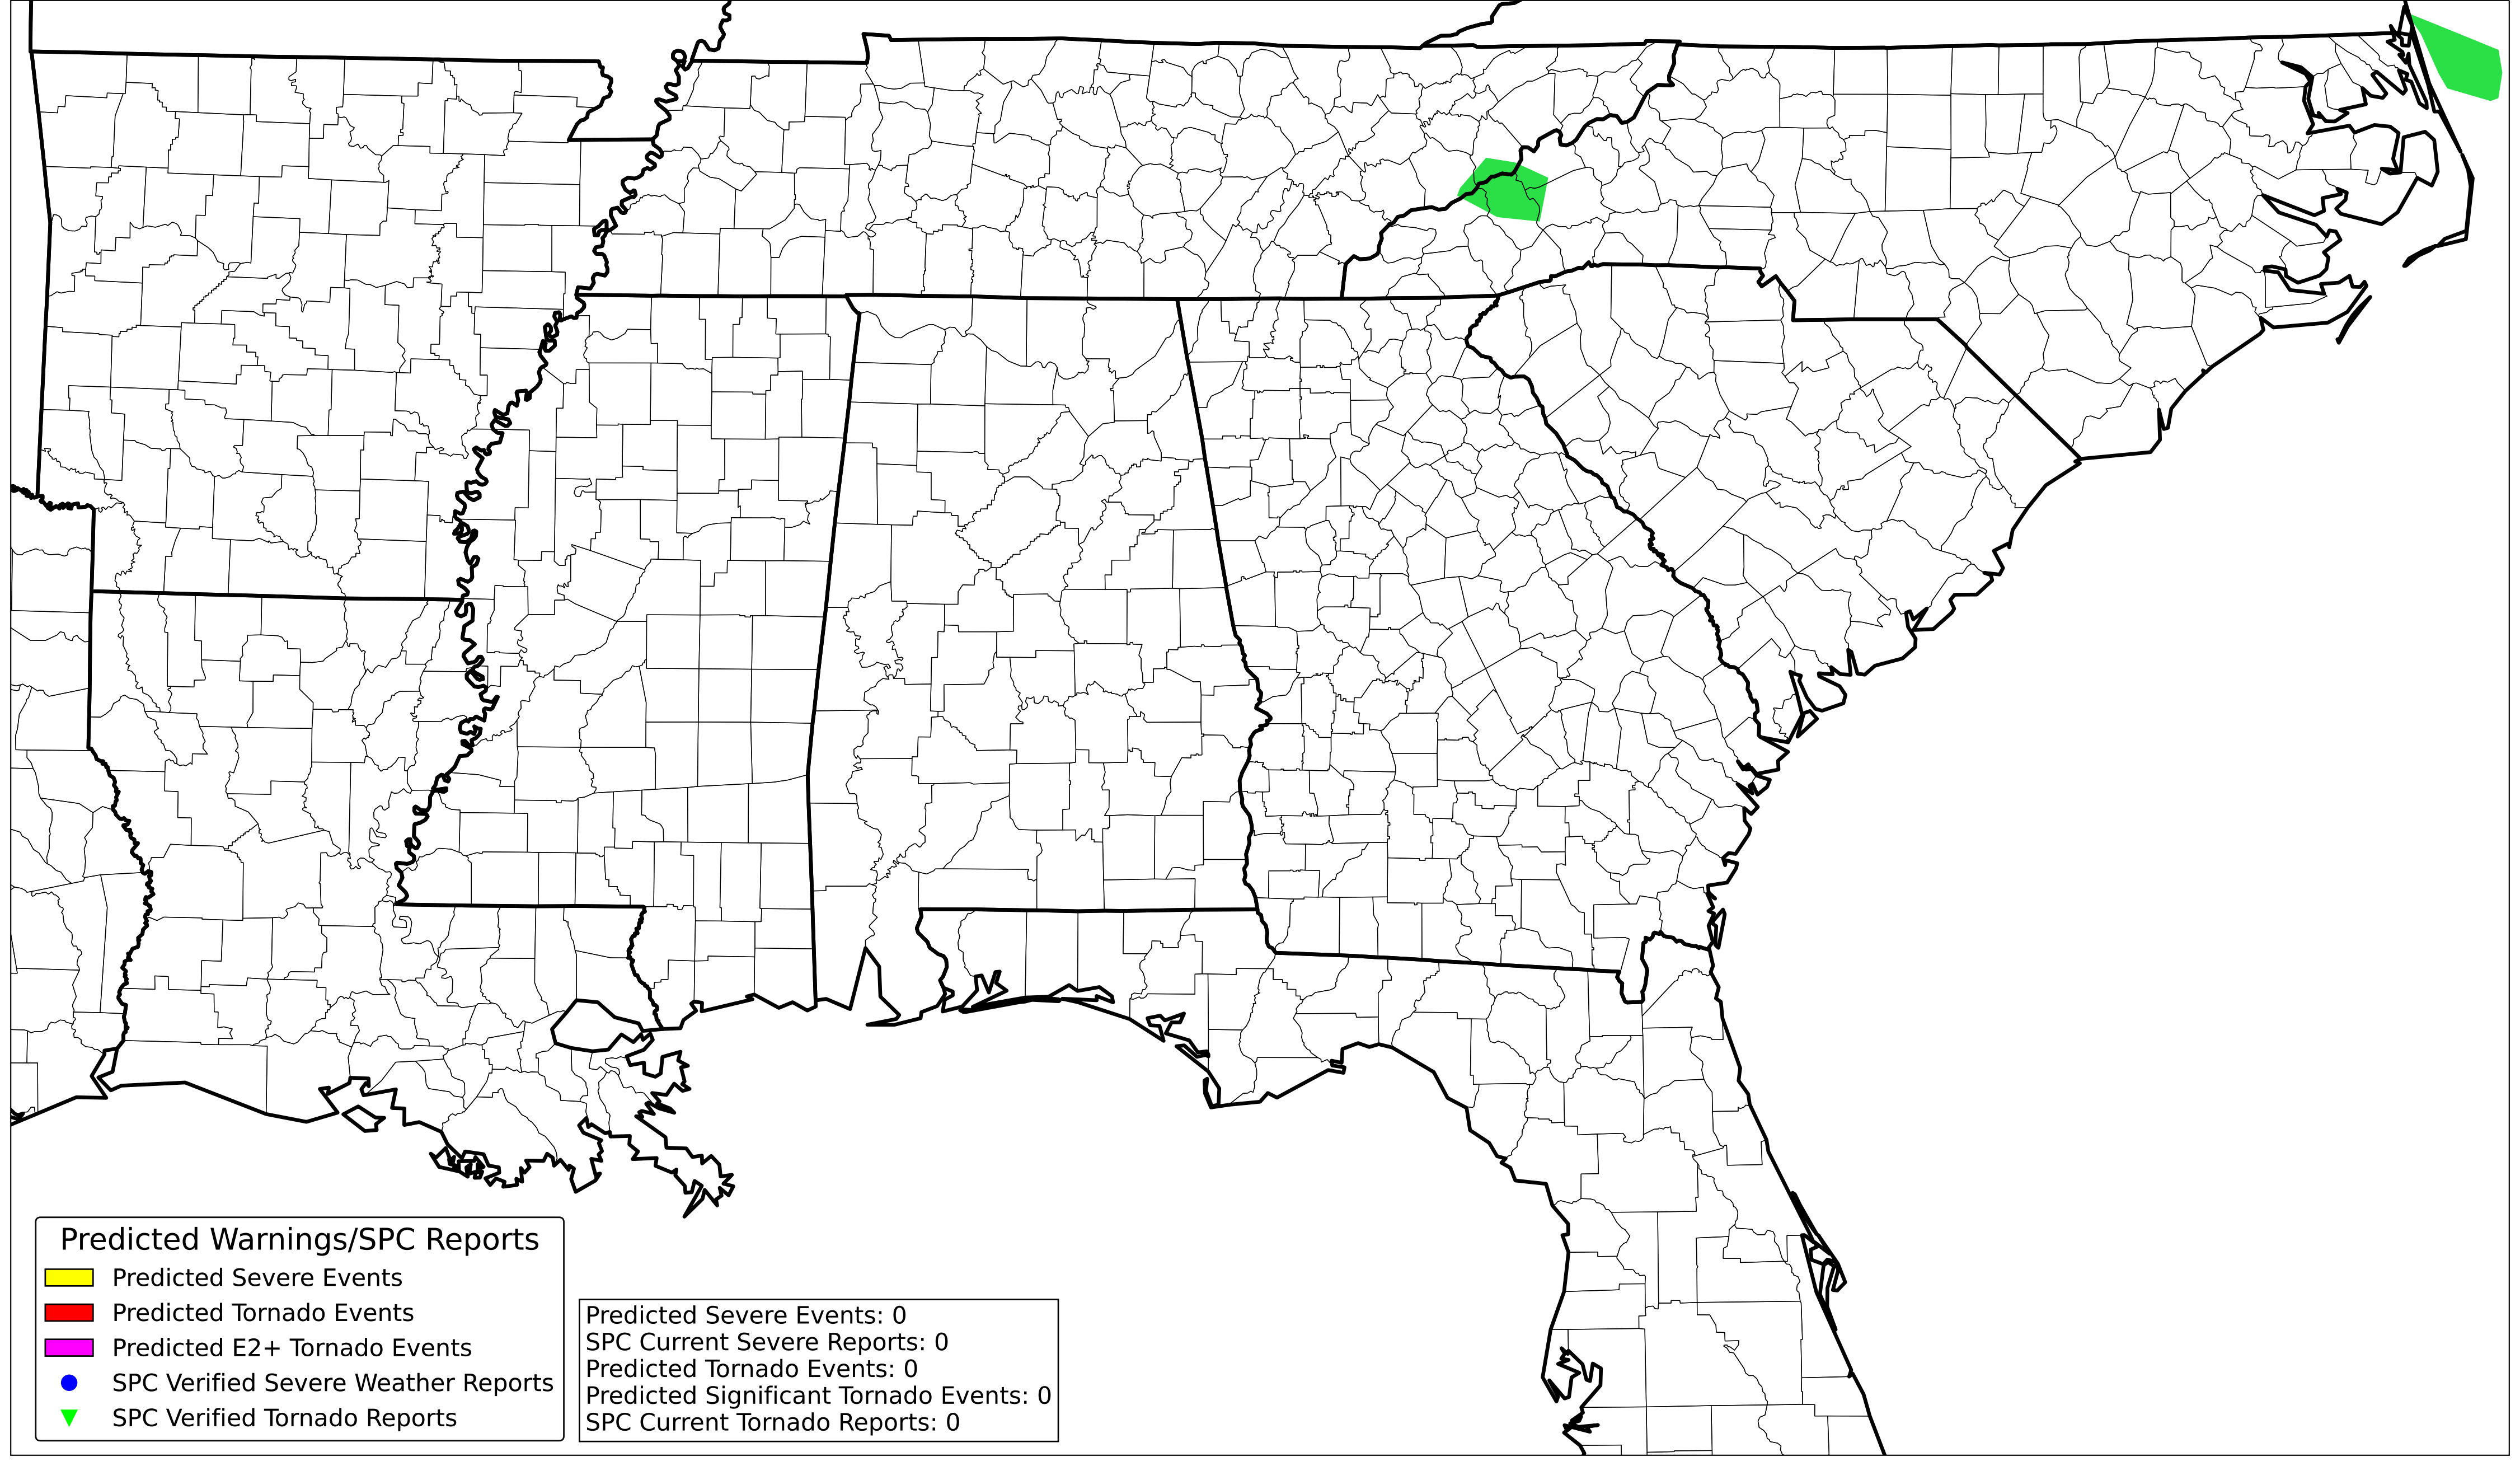 Predicted Warnings/SPC Reports
Predicted Severe Events
Predicted Tornado Events
Predicted E2+ Tornado Events
SPC Verified Severe Weather Reports
SPC Verified Tornado Reports
Predicted Severe Events: 0
SPC Current Severe Reports: 0
Predicted Tornado Events: 0
Predicted Significant Tornado Events: 0
SPC Current Tornado Reports: 0